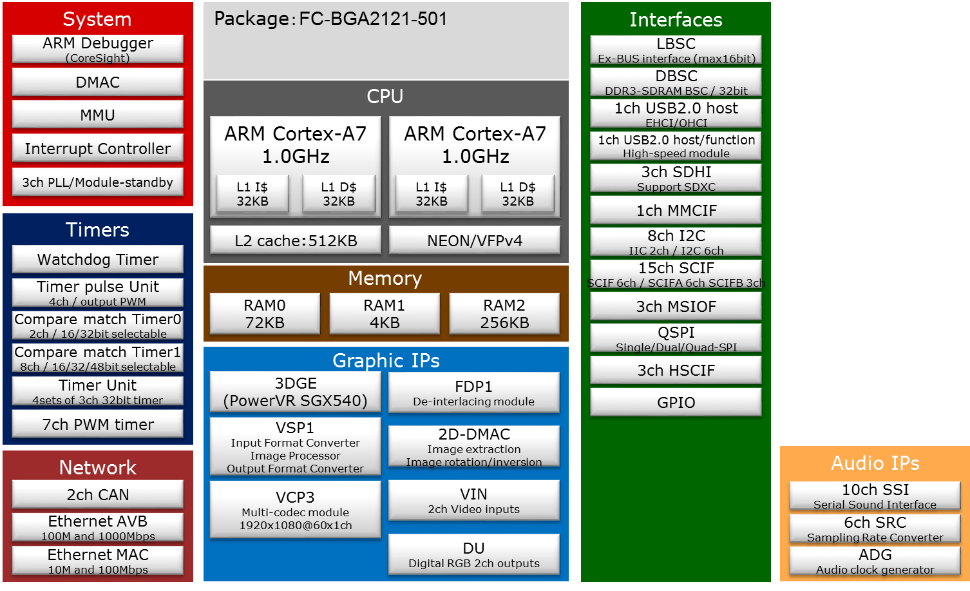 System
ARM Debugger
(CoreSight)
DMAC
MMU
Interrupt Controller
3ch PLL/Module-standby
Timers
Watchdog Timer
Timer pulse Unit
4ch / output PWM
Compare match Timer0
2ch / 16/32bit selectable
Compare match Timer1
8ch / 16/32/48bit selectable
Timer Unit
4sets of 3ch 32bit timer
7ch PWM timer
Network
2ch CAN
Ethernet AVB
100M and 1000Mbps
Ethernet MAC
10M and 100Mbps
Package:FC-BGA2121-501
CPU
ARM Cortex-A7
1.0GHz
L1 I$
32KB
L1 D$
32KB
ARM Cortex-A7
1.0GHz
L1 I$
32KB
L1 D$
32KB
L2 cache:512KB
NEON/VFPv4
Memory
RAM0
72KB
RAM1
4KB
RAM2
256KB
Graphic IPs
3DGE
(PowerVR SGX540)
VSP1
Input Format Converter
Image Processor
Output Format Converter
VCP3
Multi-codec module
1920x1080@60x1ch
FDP1
De-interlacing module
2D-DMAC
Image extraction
Image rotation/inversion
VIN
2ch Video inputs
DU
Digital RGB 2ch outputs
Interfaces
LBSC
Ex-BUS interface (max16bit)
DBSC
DDR3-SDRAM BSC / 32bit
1ch USB2.0 host
EHCI/OHCI
1ch USB2.0 host/function
High-speed module
3ch SDHI
Support SDXC
1ch MMCIF
8ch I2C
IIC 2ch / I2C 6ch
15ch SCIF
SCIF 6ch / SCIFA 6ch SCIFB 3ch
3ch MSIOF
QSPI
Single/Dual/Quad-SPI
3ch HSCIF
GPIO
Audio IPs
10ch SSI
Serial Sound Interface
6ch SRC
Sampling Rate Converter
ADG
Audio clock generator